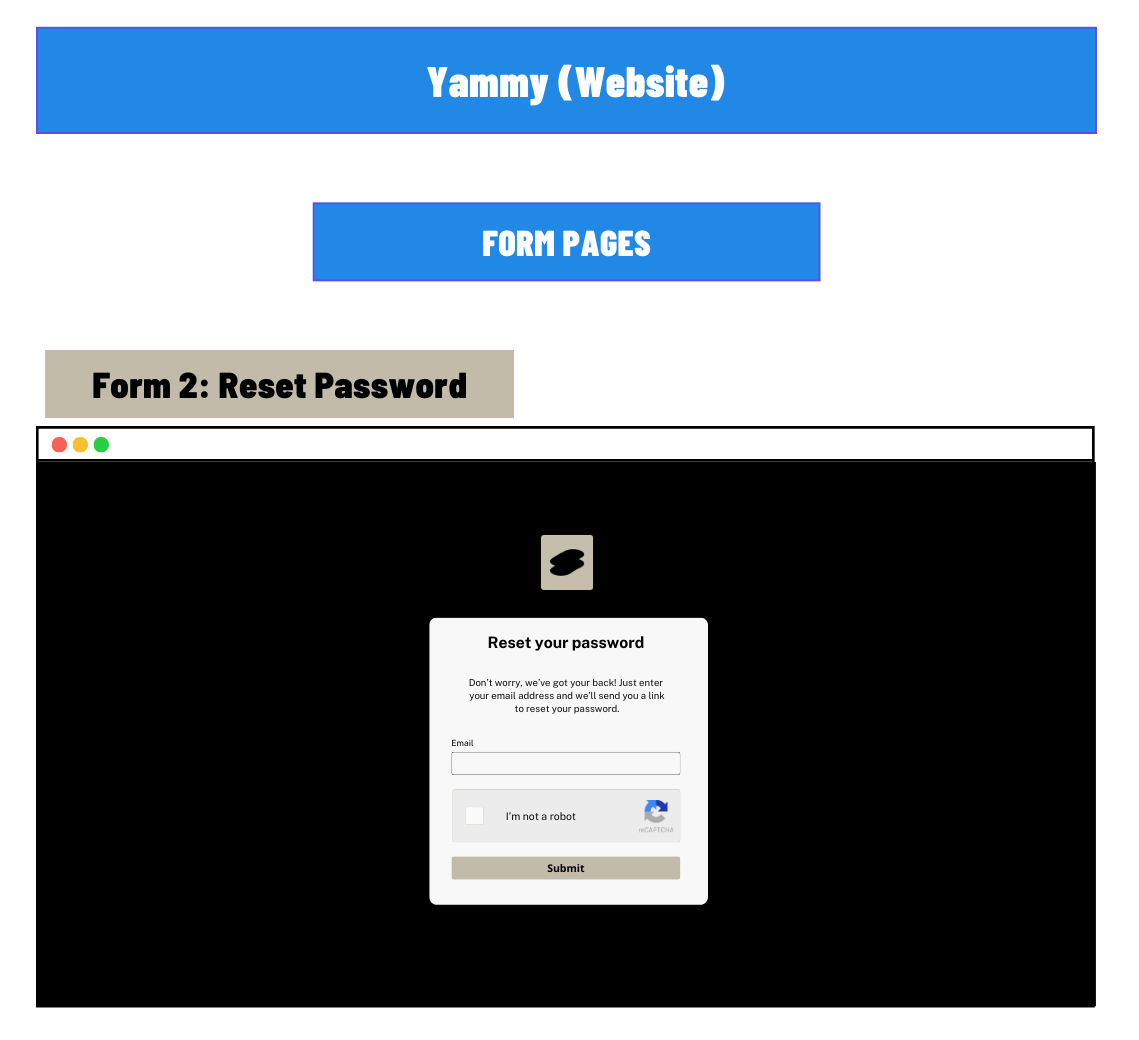 Yammy (Website)
FORM PAGES
Form 2: Reset Password
Reset your password
Don't worry, we've got your back! Just enter
your email address and we'll send you a link
to reset your password.
Email
I'm not a robot
reCAPTCHA
Submit